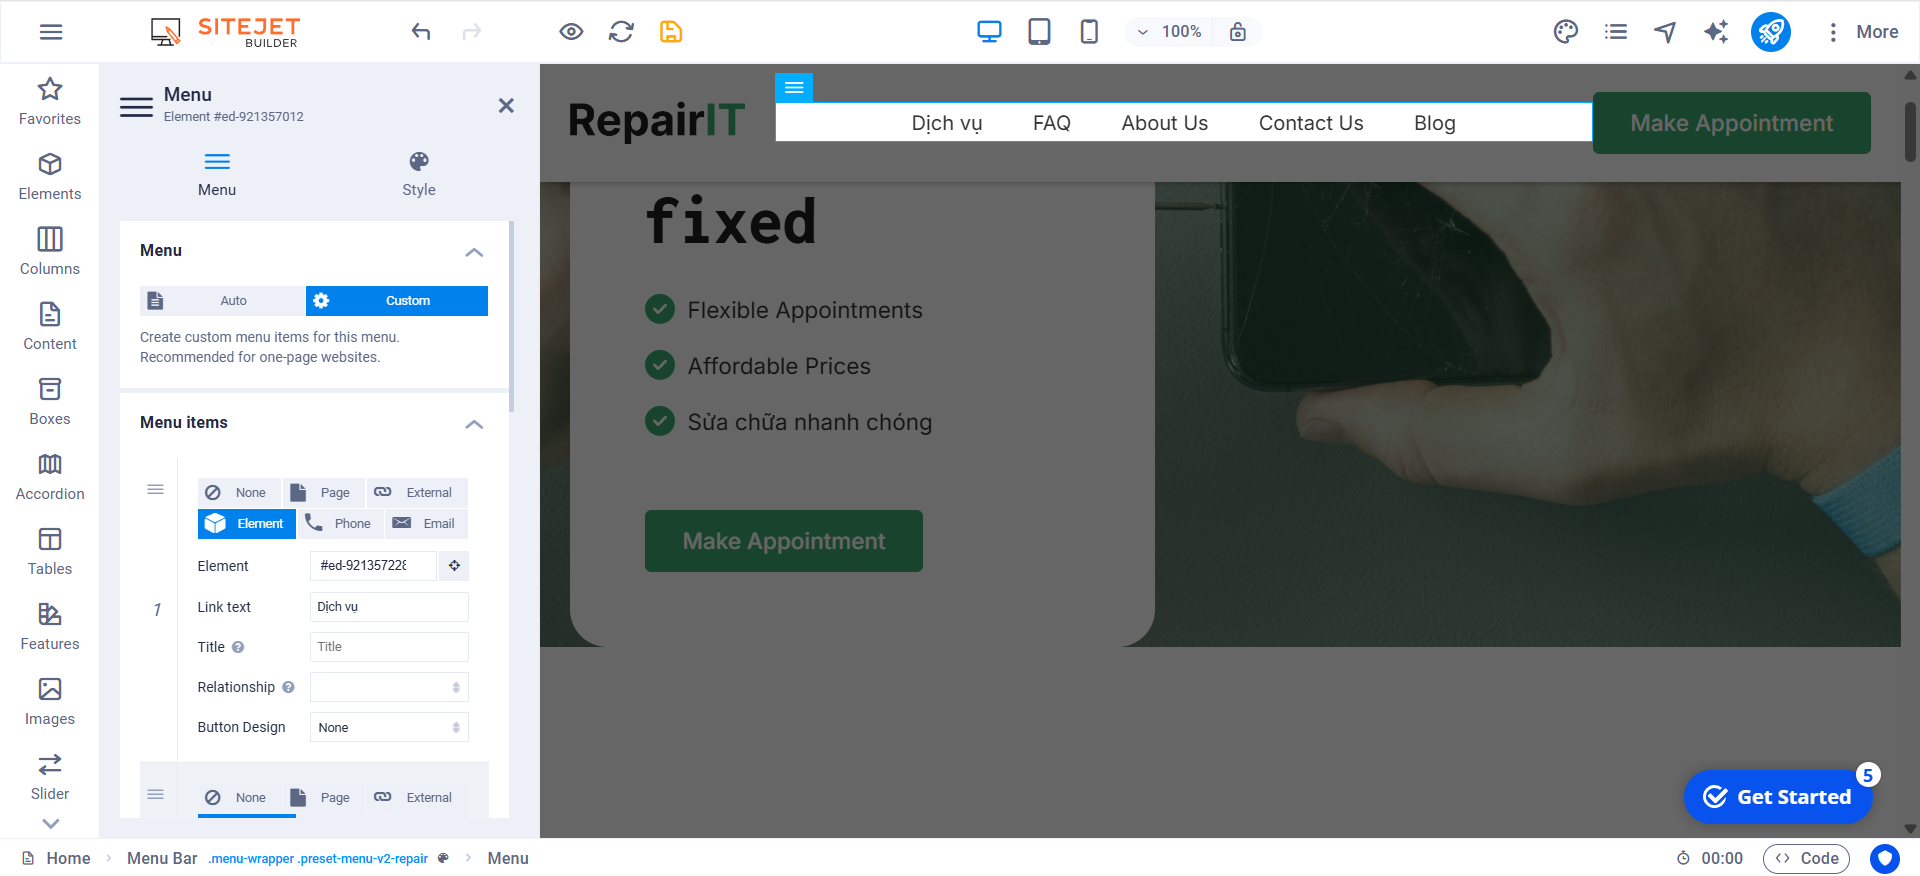 SITEJET
BUILDER
100%
More
Favorites
Elements
Columns
Content
Boxes
Accordion
Tables
Features
Images
Slider
Menu
Element #ed-921357012
Menu
Style
Menu
Auto
Custom
Create custom menu items for this menu.
Recommended for one-page websites.
Menu items
None
Page
External
Element
Phone
Email
1
Element
#ed-921357228
Link text
Dịch vụ
Title
Title
Relationship
Button Design
None
None
Page
External
RepairIT
Dịch vụ
FAQ
About Us
Contact Us
Blog
Make Appointment
fixed
Flexible Appointments
Affordable Prices
Sửa chữa nhanh chóng
Make Appointment
5
Get Started
Home
Menu Bar
.menu-wrapper .preset-menu-v2-repair
Menu
00:00
Code